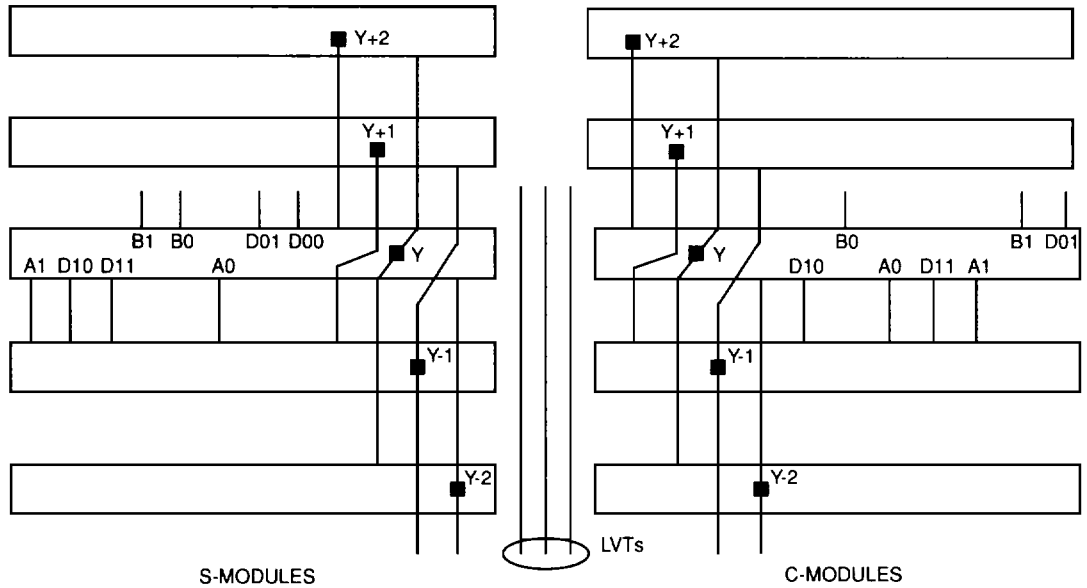 Y+2 Y+2
Y+1 Y+1
B1 B0 D01 D00 B0 B1 D01
Y Y
A1 D10 D11 A0 D10 A0 D11 A1
Y-1 Y-1
Y-2 Y-2
LVTs
S-MODULES C-MODULES